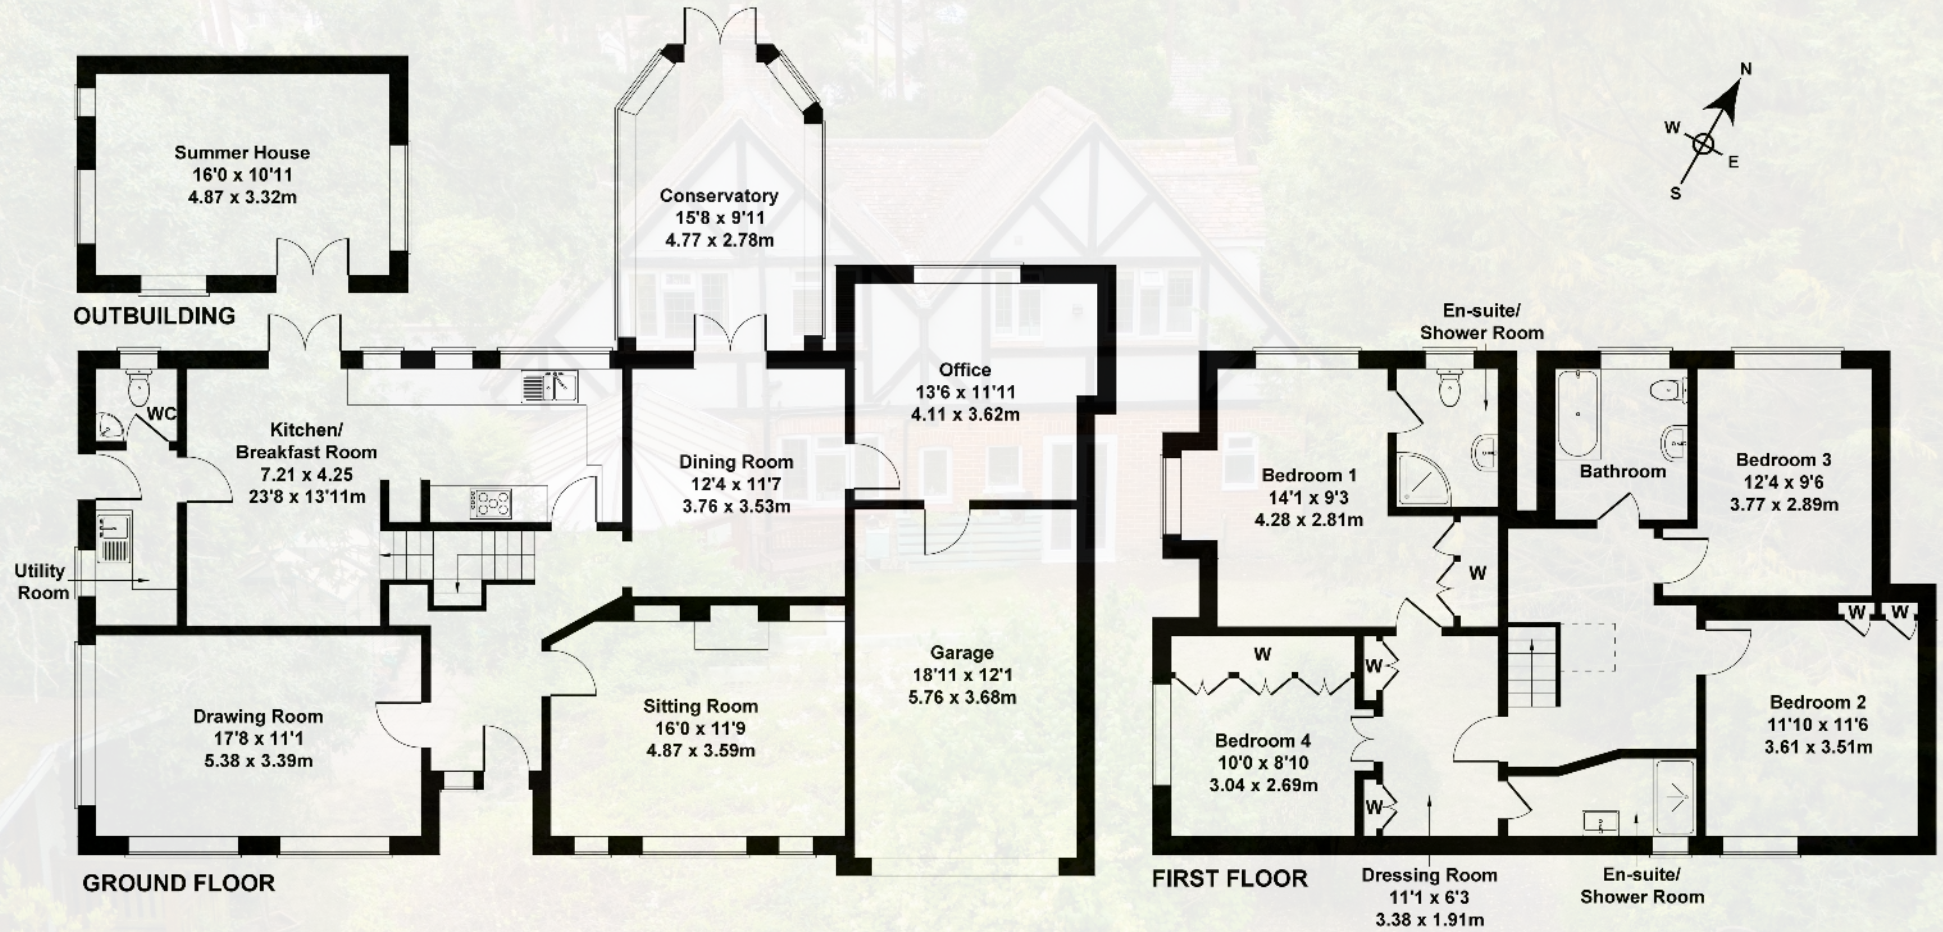 Summer House
16'0 x 10'11
4.87 x 3.32m
OUTBUILDING
Conservatory
15'8 x 9'11
4.77 x 2.78m
N
W
E
S
WC
Kitchen/
Breakfast Room
7.21 x 4.25
23'8 x 13'11m
Dining Room
12'4 x 11'7
3.76 x 3.53m
Office
13'6 x 11'11
4.11 x 3.62m
Utility
Room
Drawing Room
17'8 x 11'1
5.38 x 3.39m
Sitting Room
16'0 x 11'9
4.87 x 3.59m
Garage
18'11 x 12'1
5.76 x 3.68m
GROUND FLOOR
En-suite/
Shower Room
Bedroom 1
14'1 x 9'3
4.28 x 2.81m
Bathroom
Bedroom 3
12'4 x 9'6
3.77 x 2.89m
W
W
W
W
W
Bedroom 4
10'0 x 8'10
3.04 x 2.69m
Bedroom 2
11'10 x 11'6
3.61 x 3.51m
W
FIRST FLOOR
Dressing Room
11'1 x 6'3
3.38 x 1.91m
En-suite/
Shower Room